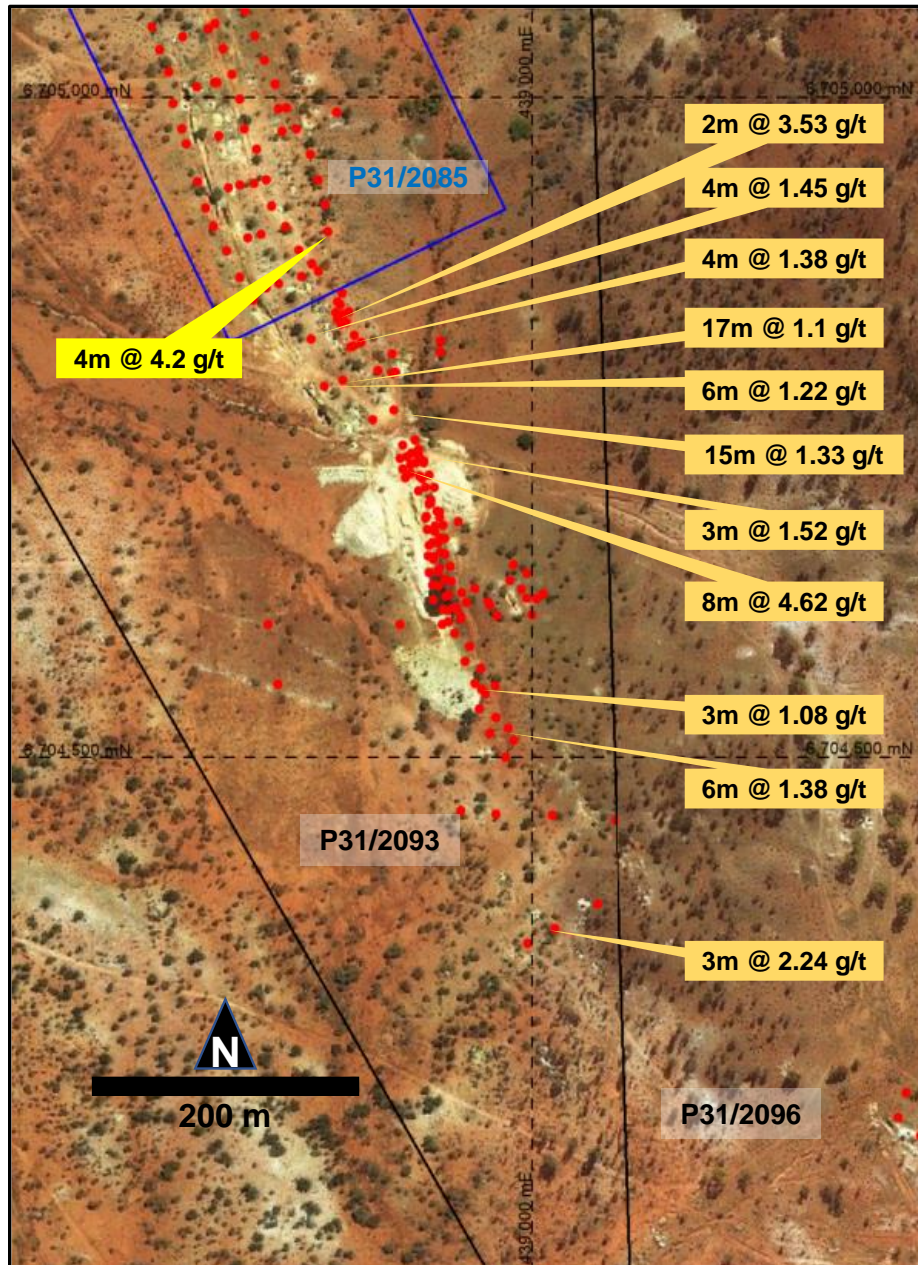 6,705,000 mN
439,000 mE
6,705,000 mN
2m @ 3.53 g/t
P31/2085
4m @ 1.45 g/t
4m @ 1.38 g/t
17m @ 1.1 g/t
4m @ 4.2 g/t
6m @ 1.22 g/t
15m @ 1.33 g/t
3m @ 1.52 g/t
8m @ 4.62 g/t
3m @ 1.08 g/t
6,704,500 mN
6,704,500 mN
6m @ 1.38 g/t
P31/2093
3m @ 2.24 g/t
N
200 m
P31/2096
439,000 mE